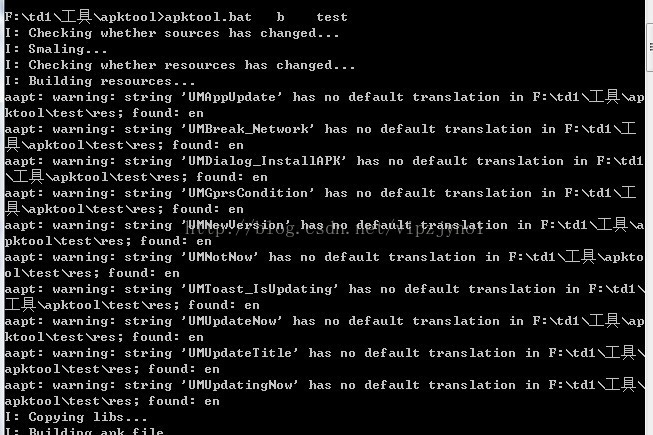 F:\td1\工具\apktool>apktool.bat   b    test
I: Checking whether sources has changed...
I: Smaling...
I: Checking whether resources has changed...
I: Building resources...
aapt: warning: string 'UMAppUpdate' has no default translation in F:\td1\工具\ap
ktool\test\res; found: en
aapt: warning: string 'UMBreak_Network' has no default translation in F:\td1\工
具\apktool\test\res; found: en
aapt: warning: string 'UMDialog_InstallAPK' has no default translation in F:\td1
\工具\apktool\test\res; found: en
aapt: warning: string 'UMGprsCondition' has no default translation in F:\td1\工
具\apktool\test\res; found: en
aapt: warning: string 'UMNewVersion' has no default translation in F:\td1\工具\a
pktool\test\res; found: en
aapt: warning: string 'UMNotNow' has no default translation in F:\td1\工具\apkto
ol\test\res; found: en
aapt: warning: string 'UMToast_IsUpdating' has no default translation in F:\td1\
工具\apktool\test\res; found: en
aapt: warning: string 'UMUpdateNow' has no default translation in F:\td1\工具\ap
ktool\test\res; found: en
aapt: warning: string 'UMUpdateTitle' has no default translation in F:\td1\工具\
apktool\test\res; found: en
aapt: warning: string 'UMUpdatingNow' has no default translation in F:\td1\工具\
apktool\test\res; found: en
I: Copying libs...
I: Building apk file